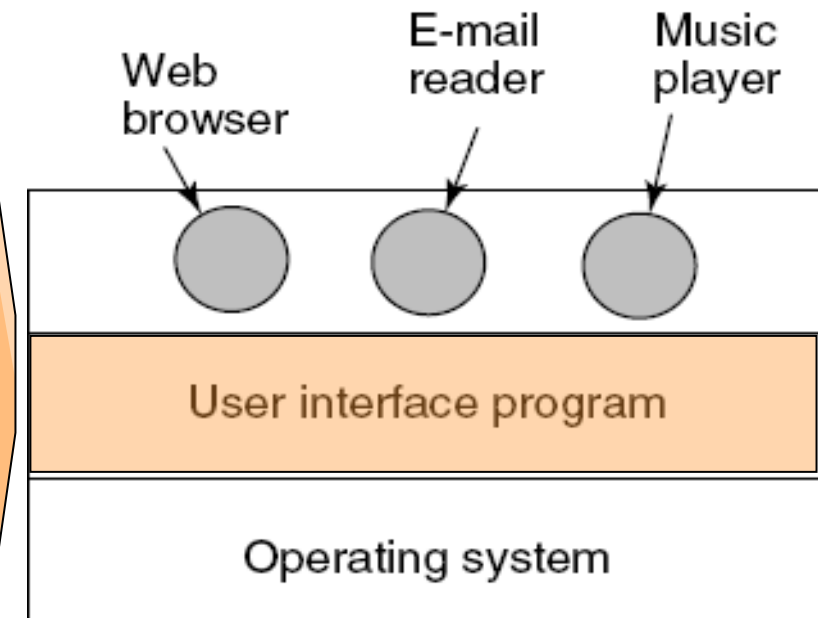 Web
browser
E-mail
reader
Music
player
User interface program
Operating system